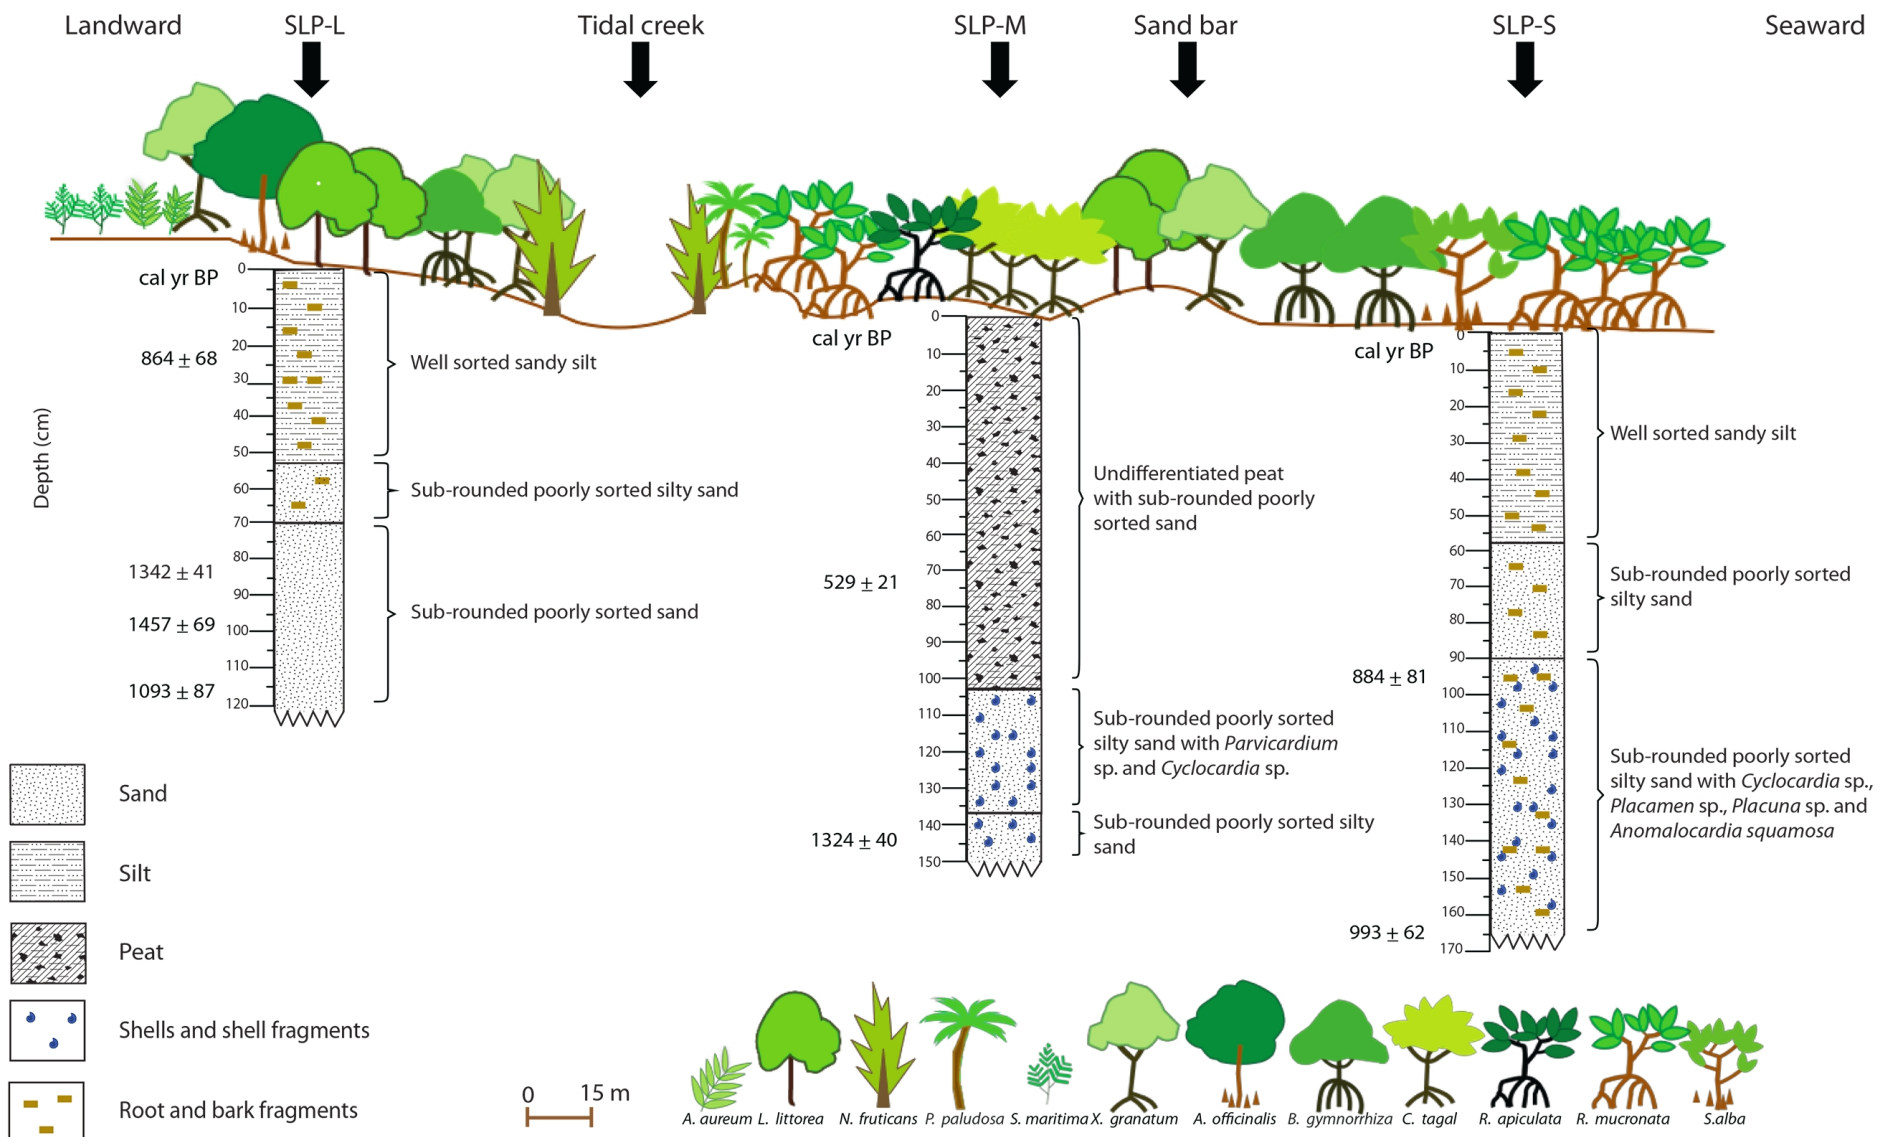 Landward
SLP-L
Tidal creek
SLP-M
Sand bar
SLP-S
Seaward
Depth (cm)
cal yr BP
864 ± 68
1342 ± 41
1457 ± 69
1093 ± 87
0
10
20
30
40
50
60
70
80
90
100
110
120
Well sorted sandy silt
Sub-rounded poorly sorted silty sand
Sub-rounded poorly sorted sand
cal yr BP
529 ± 21
1324 ± 40
0
10
20
30
40
50
60
70
80
90
100
110
120
130
140
150
Undifferentiated peat
with sub-rounded poorly
sorted sand
Sub-rounded poorly sorted
silty sand with Parvicardium
sp. and Cyclocardia sp.
Sub-rounded poorly sorted silty
sand
cal yr BP
884 ± 81
993 ± 62
0
10
20
30
40
50
60
70
80
90
100
110
120
130
140
150
160
170
Well sorted sandy silt
Sub-rounded poorly sorted
silty sand
Sub-rounded poorly sorted
silty sand with Cyclocardia sp.,
Placamen sp., Placuna sp. and
Anomalocardia squamosa
Sand
Silt
Peat
Shells and shell fragments
Root and bark fragments
0 15 m
A. aureum L. littorea N. fruticans P. paludosa S. maritima X. granatum A. officinalis B. gymnorrhiza C. tagal R. apiculata R. mucronata S.alba